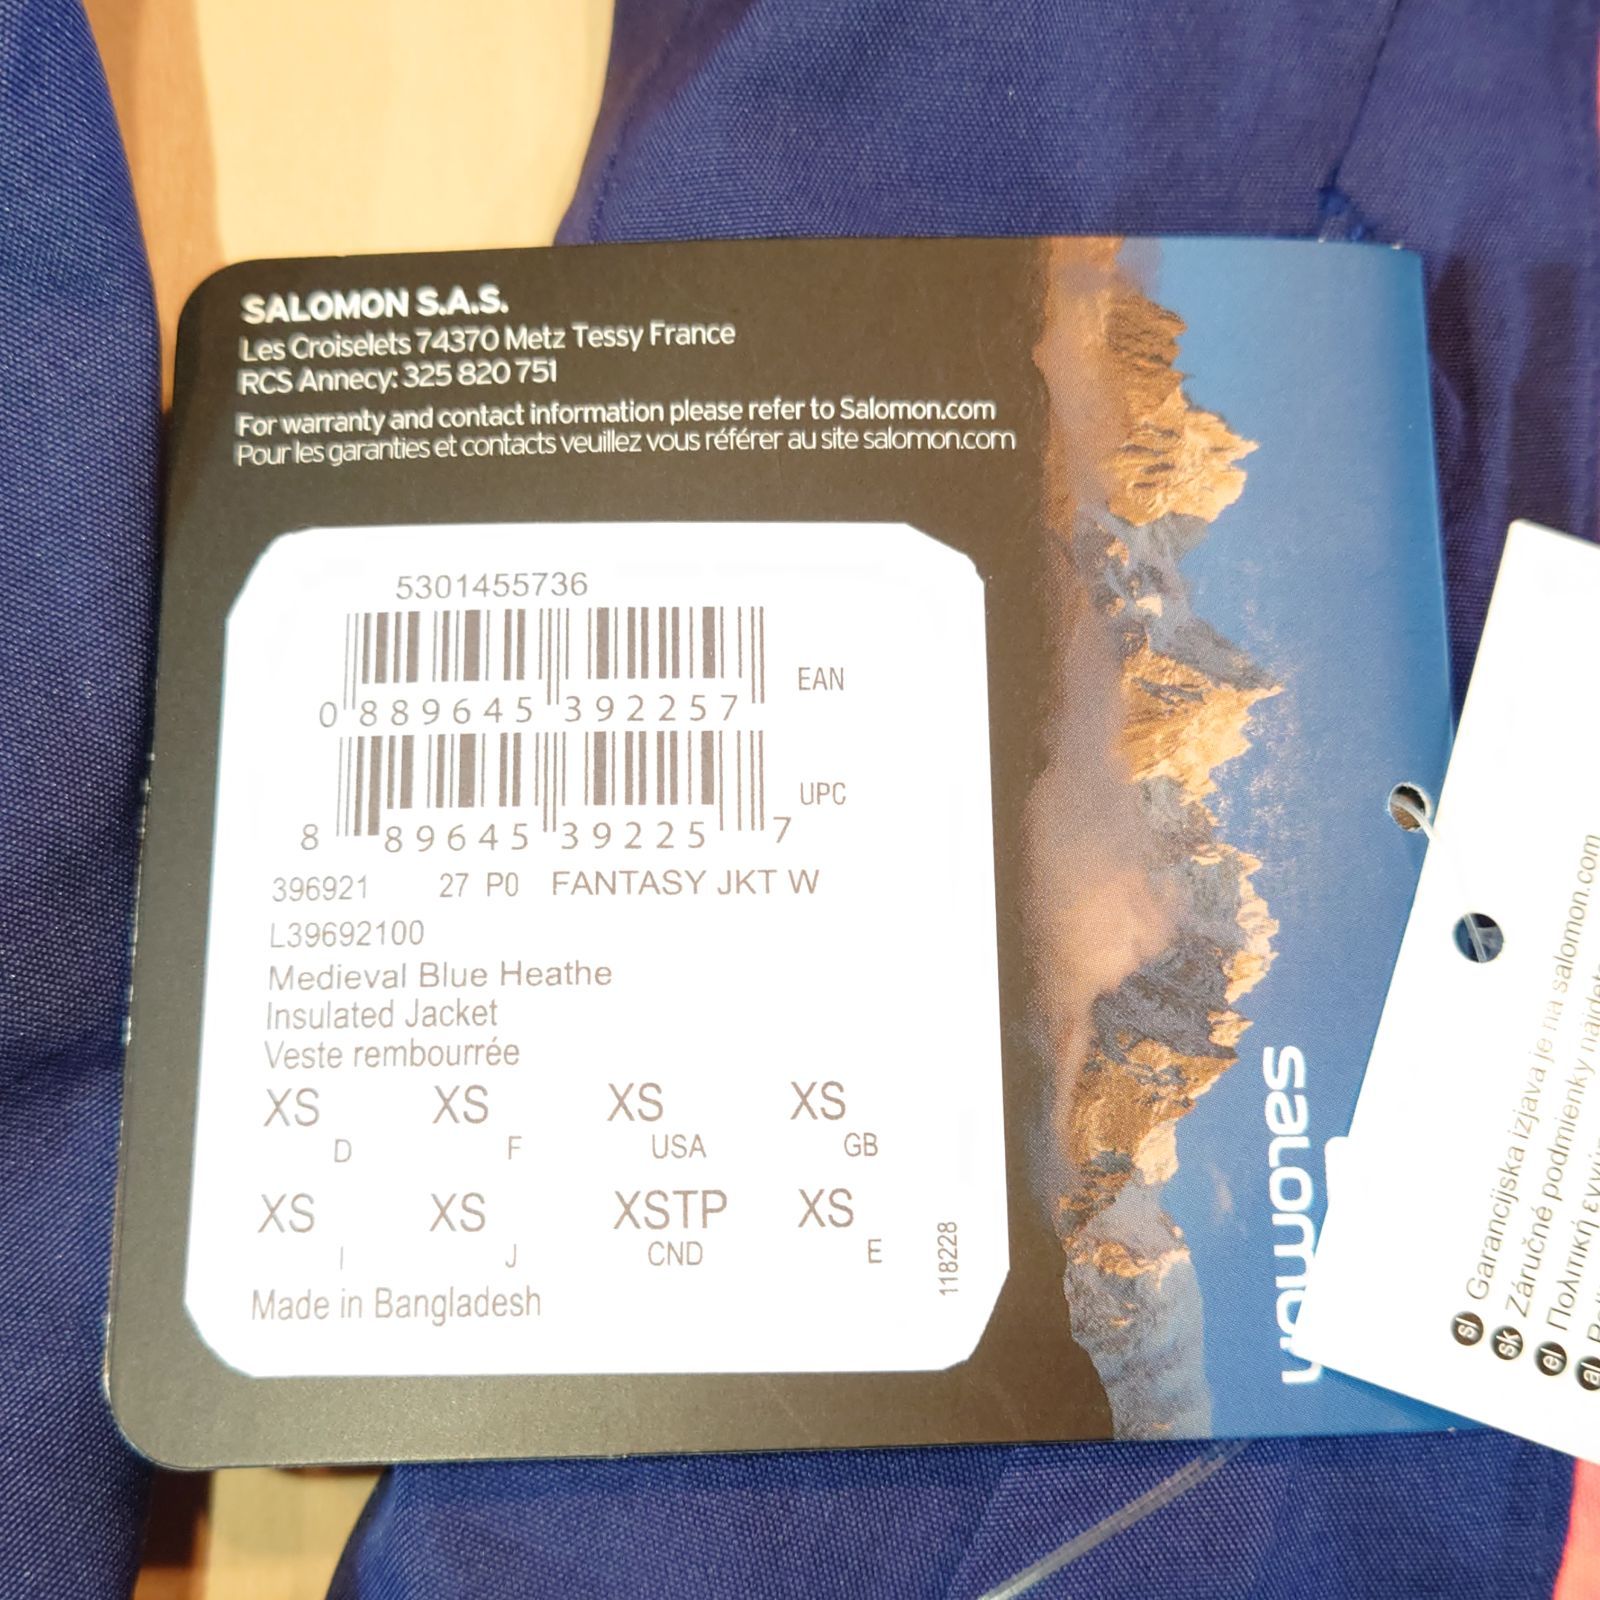 SALOMON S.A.S.
Les Croiselets 74370 Metz Tessy France
RCS Annecy: 325 820 751
For warranty and contact information please refer to Salomon.com
Pour les garanties et contacts veuillez vous référer au site salomon.com
5301455736
EAN
0 889645 392257
UPC
8 89645 39225 7
396921 27 P0 FANTASY JKT W
L39692100
Medieval Blue Heathe
Insulated Jacket
Veste rembourrée
XS XS XS XS
D F USA GB
XS XS XSTP XS
I J CND E
118228
Made in Bangladesh
salomon
sl Garancijska izjava je na salomon.com
sk Záručné podmienky nájdete
el Πολιτική
al